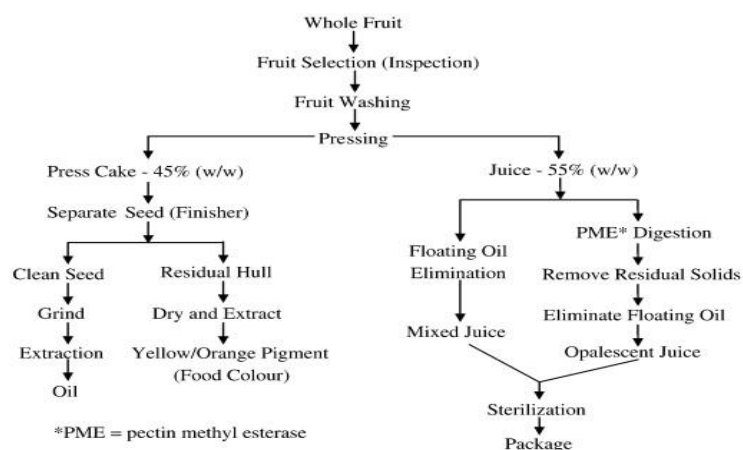 Whole Fruit
Fruit Selection (Inspection)
Fruit Washing
Pressing
Press Cake - 45% (w/w)
Juice - 55% (w/w)
Separate Seed (Finisher)
Clean Seed
Residual Hull
Grind
Dry and Extract
Extraction
Yellow/Orange Pigment
(Food Colour)
Oil
Floating Oil
Elimination
Mixed Juice
PME* Digestion
Remove Residual Solids
Eliminate Floating Oil
Opalescent Juice
Sterilization
Package
*PME = pectin methyl esterase